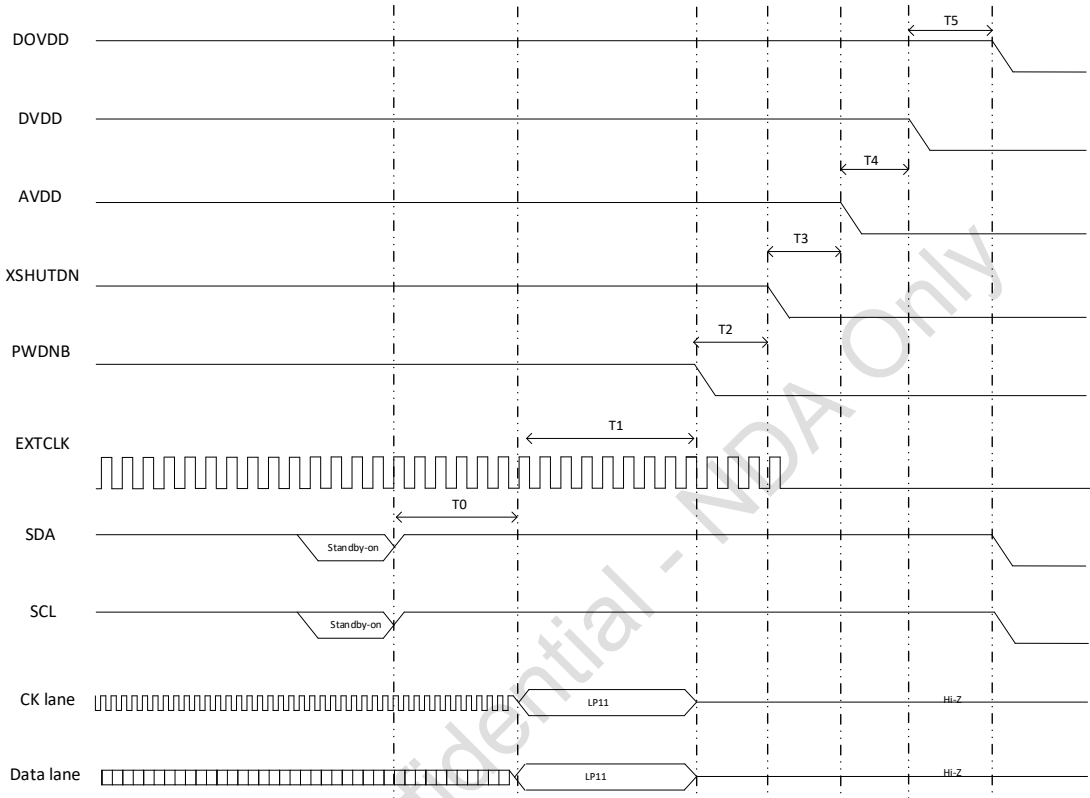 T5
DOVDD
DVDD
T4
AVDD
T3
XSHUTDN
T2
PWDNB
T1
EXTCLK
T0
SDA
Standby-on
SCL
Standby-on
CK lane
LP11
Hi-Z
Data lane
LP11
Hi-Z
fidential - NDA Only